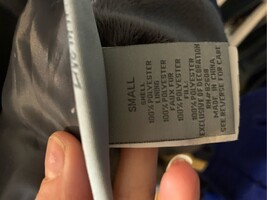 SMALL
SHELL
100% POLYESTER
LINING
100% POLYESTER
FAUX FUR
100% POLYESTER
FILL
100% POLYESTER
EXCLUSIVE OF DECORATION
MADE IN CHINA
SEE REVERSE FOR CARE